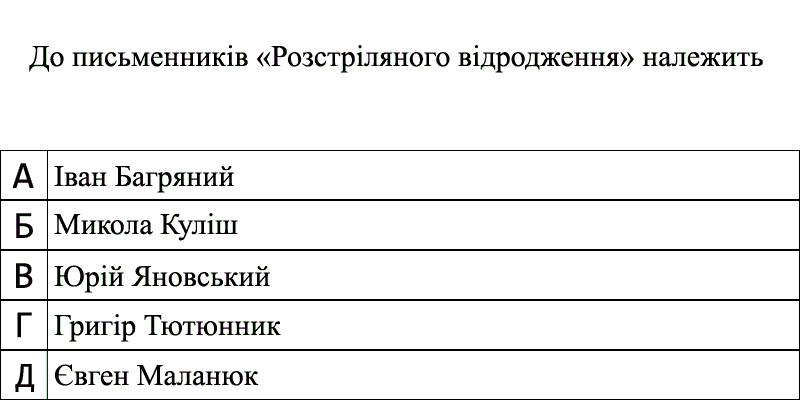 До письменників «Розстріляного відродження» належить
А Іван Багряний
Б Микола Куліш
В Юрій Яновський
Г Григір Тютюнник
Д Євген Маланюк